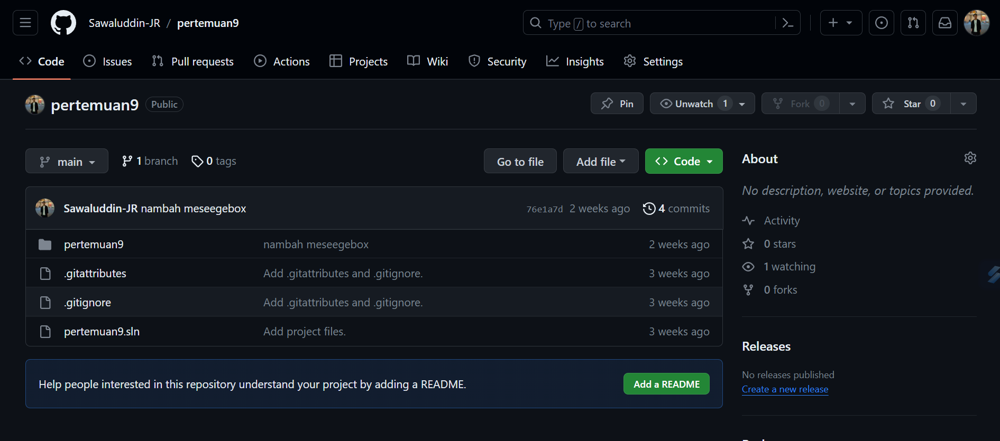 Sawaluddin-JR / pertemuan9
Type / to search
Code Issues Pull requests Actions Projects Wiki Security Insights Settings
pertemuan9 Public
Pin Unwatch 1 Fork 0 Star 0
main 1 branch 0 tags
Go to file Add file Code
Sawaluddin-JR nambah meseegebox 76e1a7d 2 weeks ago 4 commits
pertemuan9 nambah meseegebox 2 weeks ago
.gitattributes Add .gitattributes and .gitignore. 3 weeks ago
.gitignore Add .gitattributes and .gitignore. 3 weeks ago
pertemuan9.sln Add project files. 3 weeks ago
Help people interested in this repository understand your project by adding a README. Add a README
About
No description, website, or topics provided.
Activity
0 stars
1 watching
0 forks
Releases
No releases published
Create a new release